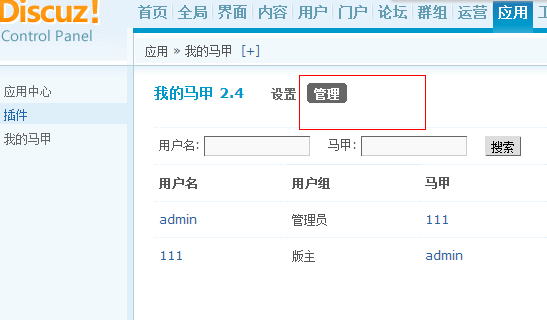 Discuz!
Control Panel
首页 全局 界面 内容 用户 门户 论坛 群组 运营 应用
应用 » 我的马甲 [+]
应用中心
插件
我的马甲
我的马甲 2.4 设置 管理
用户名: 马甲: 搜索
用户名 用户组 马甲
admin 管理员 111
111 版主 admin